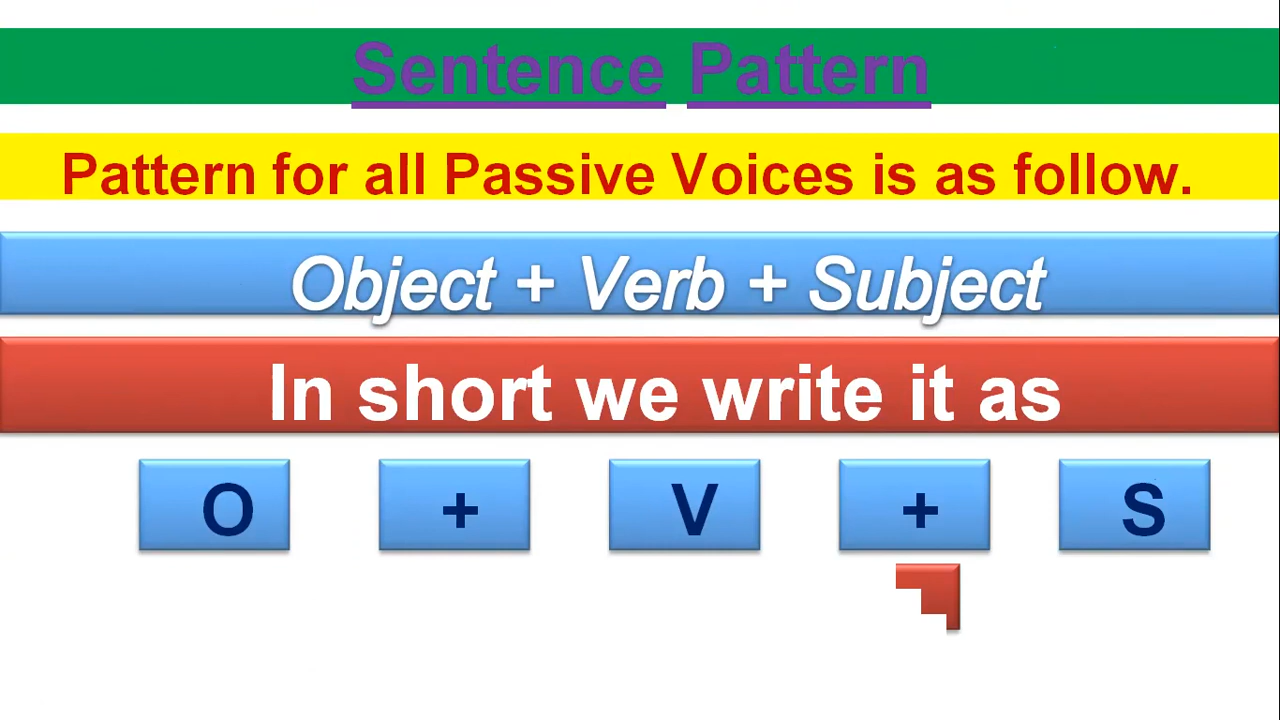 Sentence Pattern
Pattern for all Passive Voices is as follow.
Object + Verb + Subject
In short we write it as
O + V + S